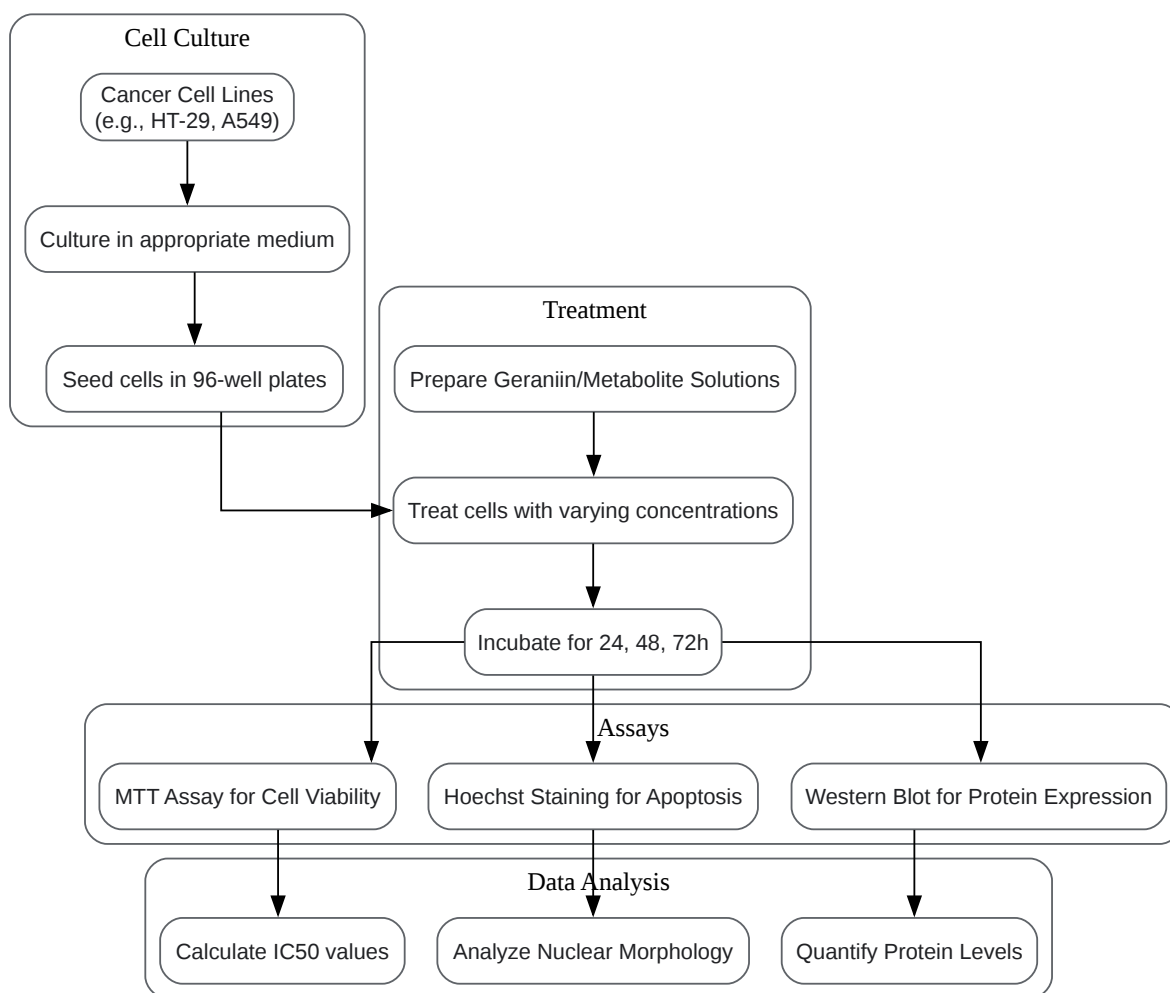 Cell Culture
Cancer Cell Lines
(e.g., HT-29, A549)
Culture in appropriate medium
Seed cells in 96-well plates
Treatment
Prepare Geraniin/Metabolite Solutions
Treat cells with varying concentrations
Incubate for 24, 48, 72h
Assays
MTT Assay for Cell Viability
Hoechst Staining for Apoptosis
Western Blot for Protein Expression
Data Analysis
Calculate IC50 values
Analyze Nuclear Morphology
Quantify Protein Levels